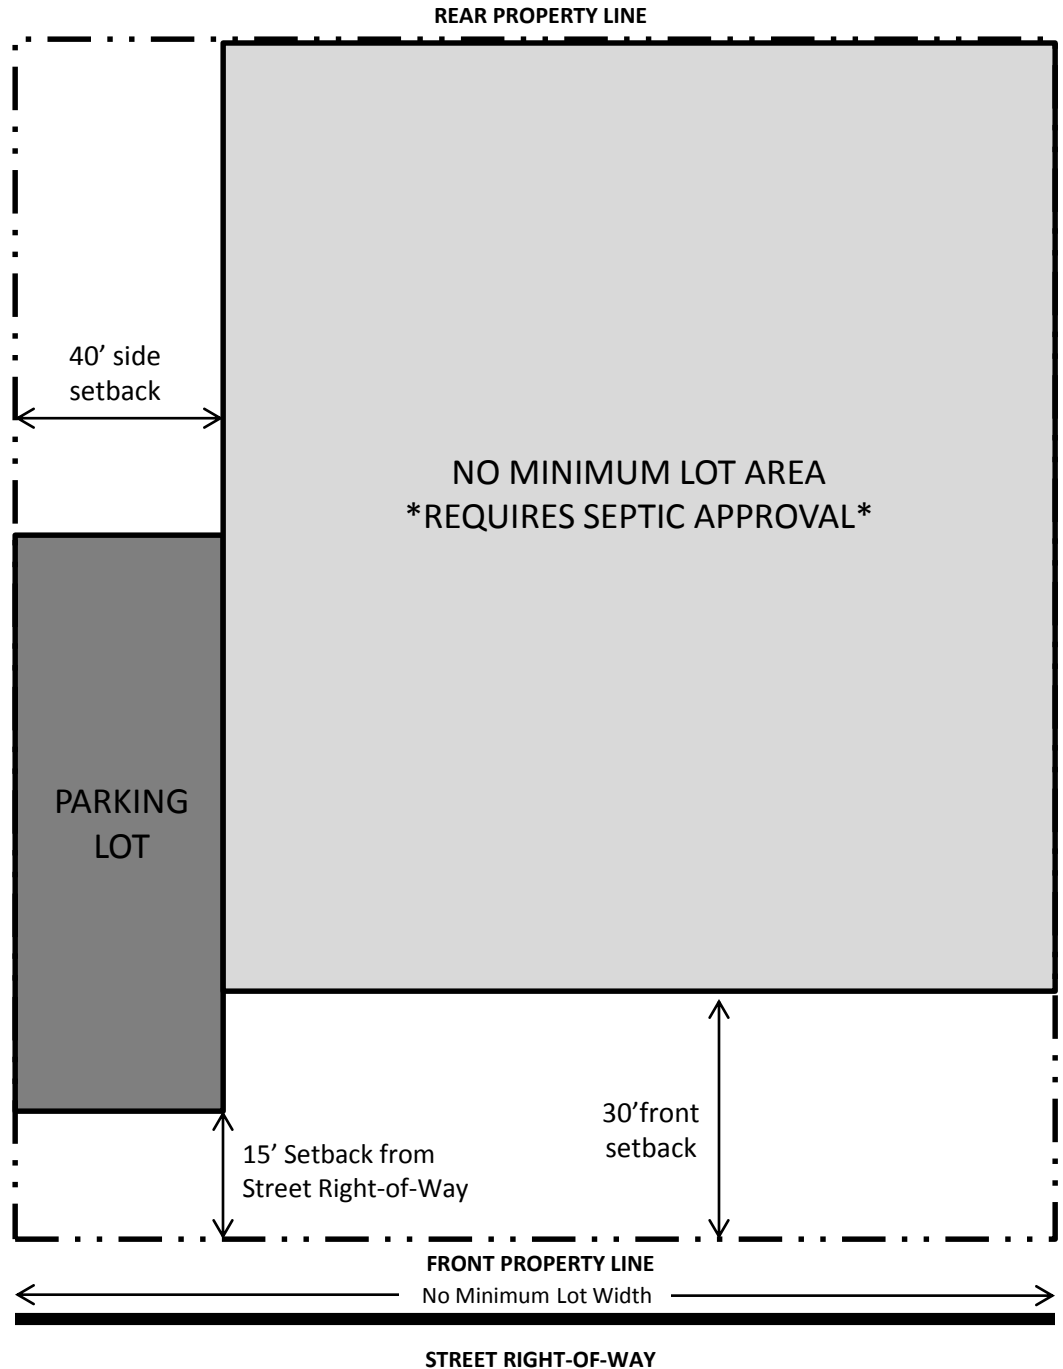 REAR PROPERTY LINE
40’ side
setback
NO MINIMUM LOT AREA
*REQUIRES SEPTIC APPROVAL*
PARKING
LOT
30’front
setback
15’ Setback from
Street Right-of-Way
FRONT PROPERTY LINE
No Minimum Lot Width
STREET RIGHT-OF-WAY